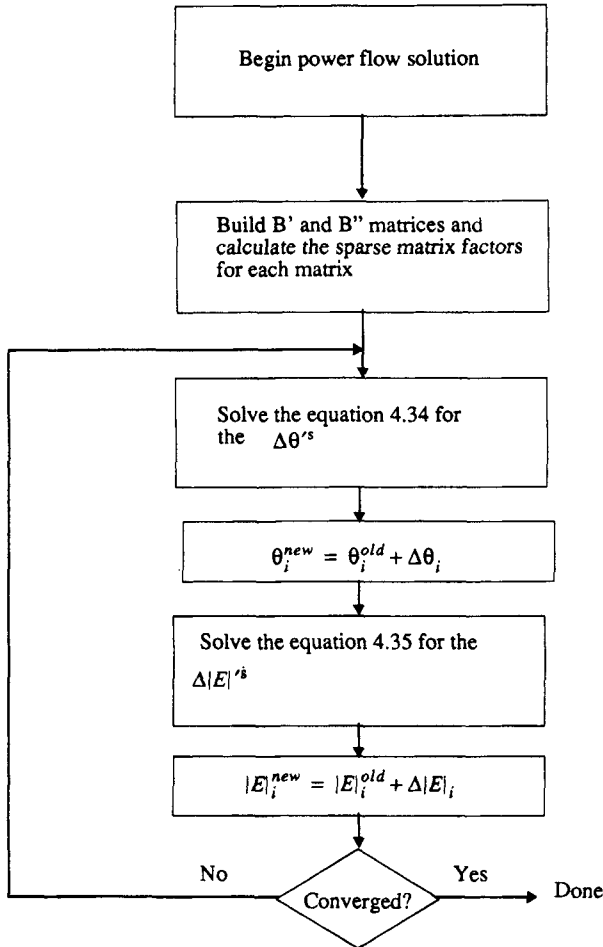 Begin power flow solution
Build B' and B" matrices and
calculate the sparse matrix factors
for each matrix
Solve the equation 4.34 for
the Δθ's
θ_i^new = θ_i^old + Δθ_i
Solve the equation 4.35 for the
Δ|E|'s
|E|_i^new = |E|_i^old + Δ|E|_i
No
Converged?
Yes
Done